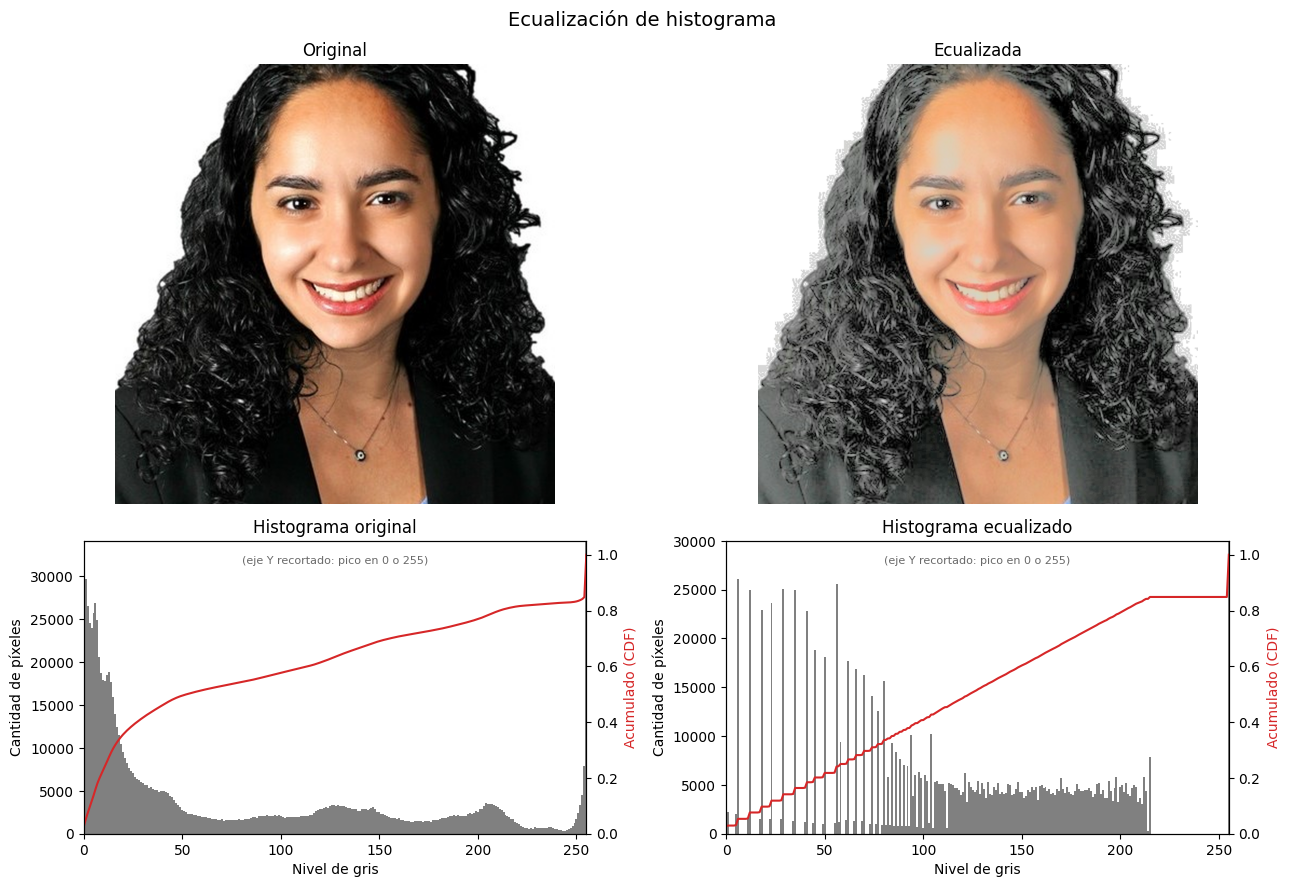 Ecualización de histograma
Original
Ecualizada
Histograma original
(eje Y recortado: pico en 0 o 255)
Cantidad de píxeles
30000
25000
20000
15000
10000
5000
0
1.0
0.8
0.6
0.4
0.2
0.0
Acumulado (CDF)
0 50 100 150 200 250
Nivel de gris
Histograma ecualizado
(eje Y recortado: pico en 0 o 255)
Cantidad de píxeles
30000
25000
20000
15000
10000
5000
0
1.0
0.8
0.6
0.4
0.2
0.0
Acumulado (CDF)
0 50 100 150 200 250
Nivel de gris